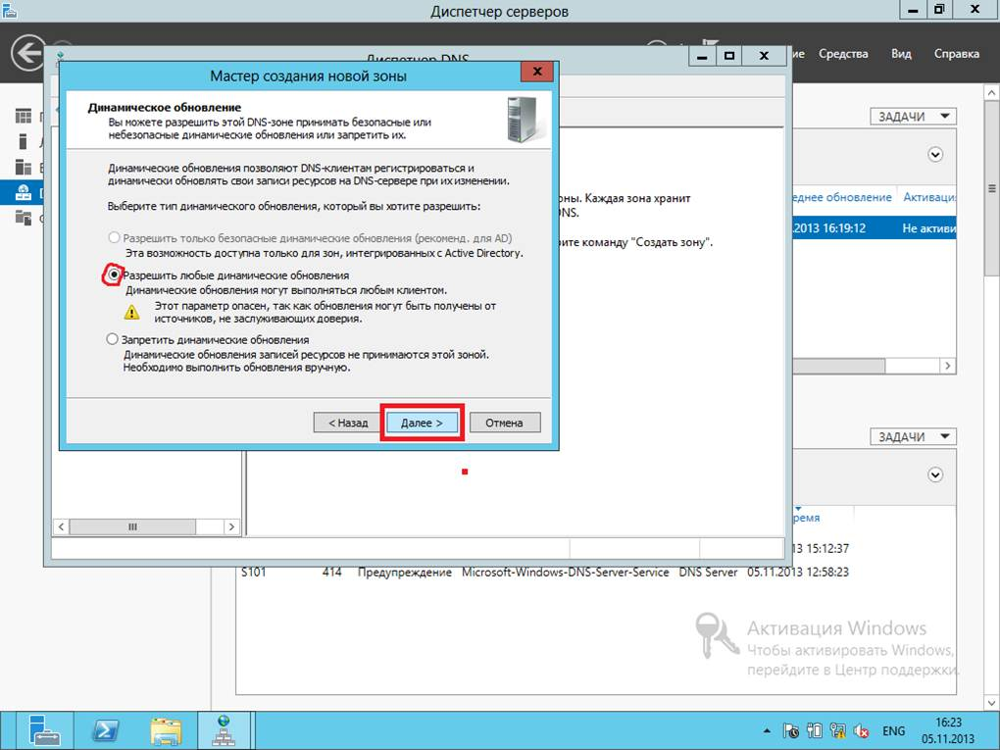 Диспетчер серверов
Средства
Вид
Справка
Диспетчер DNS
Мастер создания новой зоны
Динамическое обновление
Вы можете разрешить этой DNS-зоне принимать безопасные или
небезопасные динамические обновления или запретить их.
Динамические обновления позволяют DNS-клиентам регистрироваться и
динамически обновлять свои записи ресурсов на DNS-сервере при их изменении.
Выберите тип динамического обновления, который вы хотите разрешить:
Разрешить только безопасные динамические обновления (рекоменд. для AD)
Эта возможность доступна только для зон, интегрированных с Active Directory.
Разрешить любые динамические обновления
Динамические обновления могут выполняться любым клиентом.
Этот параметр опасен, так как обновления могут быть получены от
источников, не заслуживающих доверия.
Запретить динамические обновления
Динамические обновления записей ресурсов не принимаются этой зоной.
Необходимо выполнить обновления вручную.
< Назад
Далее >
Отмена
оны. Каждая зона хранит
DNS.
рите команду "Создать зону".
ЗАДАЧИ
еднее обновление
Активация
.2013 16:19:12
Не активи
ЗАДАЧИ
ремя
13 15:12:37
S101 414 Предупреждение Microsoft-Windows-DNS-Server-Service DNS Server 05.11.2013 12:58:23
Активация Windows
Чтобы активировать Windows,
перейдите в Центр поддержки.
ENG
16:23
05.11.2013